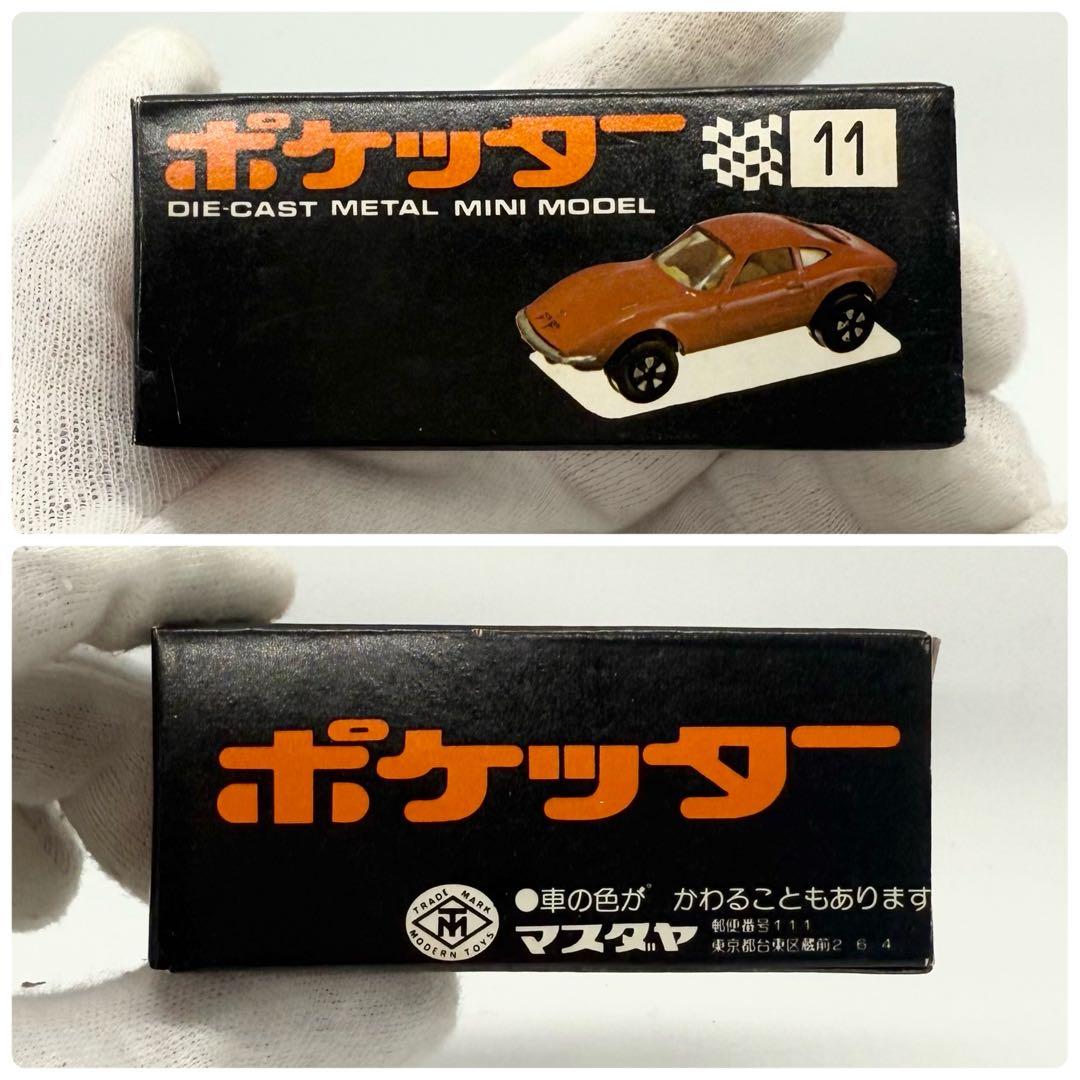 ポケッター
11
DIE-CAST METAL MINI MODEL
ポケッター
TRADE MARK
TM
MODERN TOYS
●車の色が かわることもあります
マスダヤ
郵便番号111
東京都台東区蔵前2 6 4